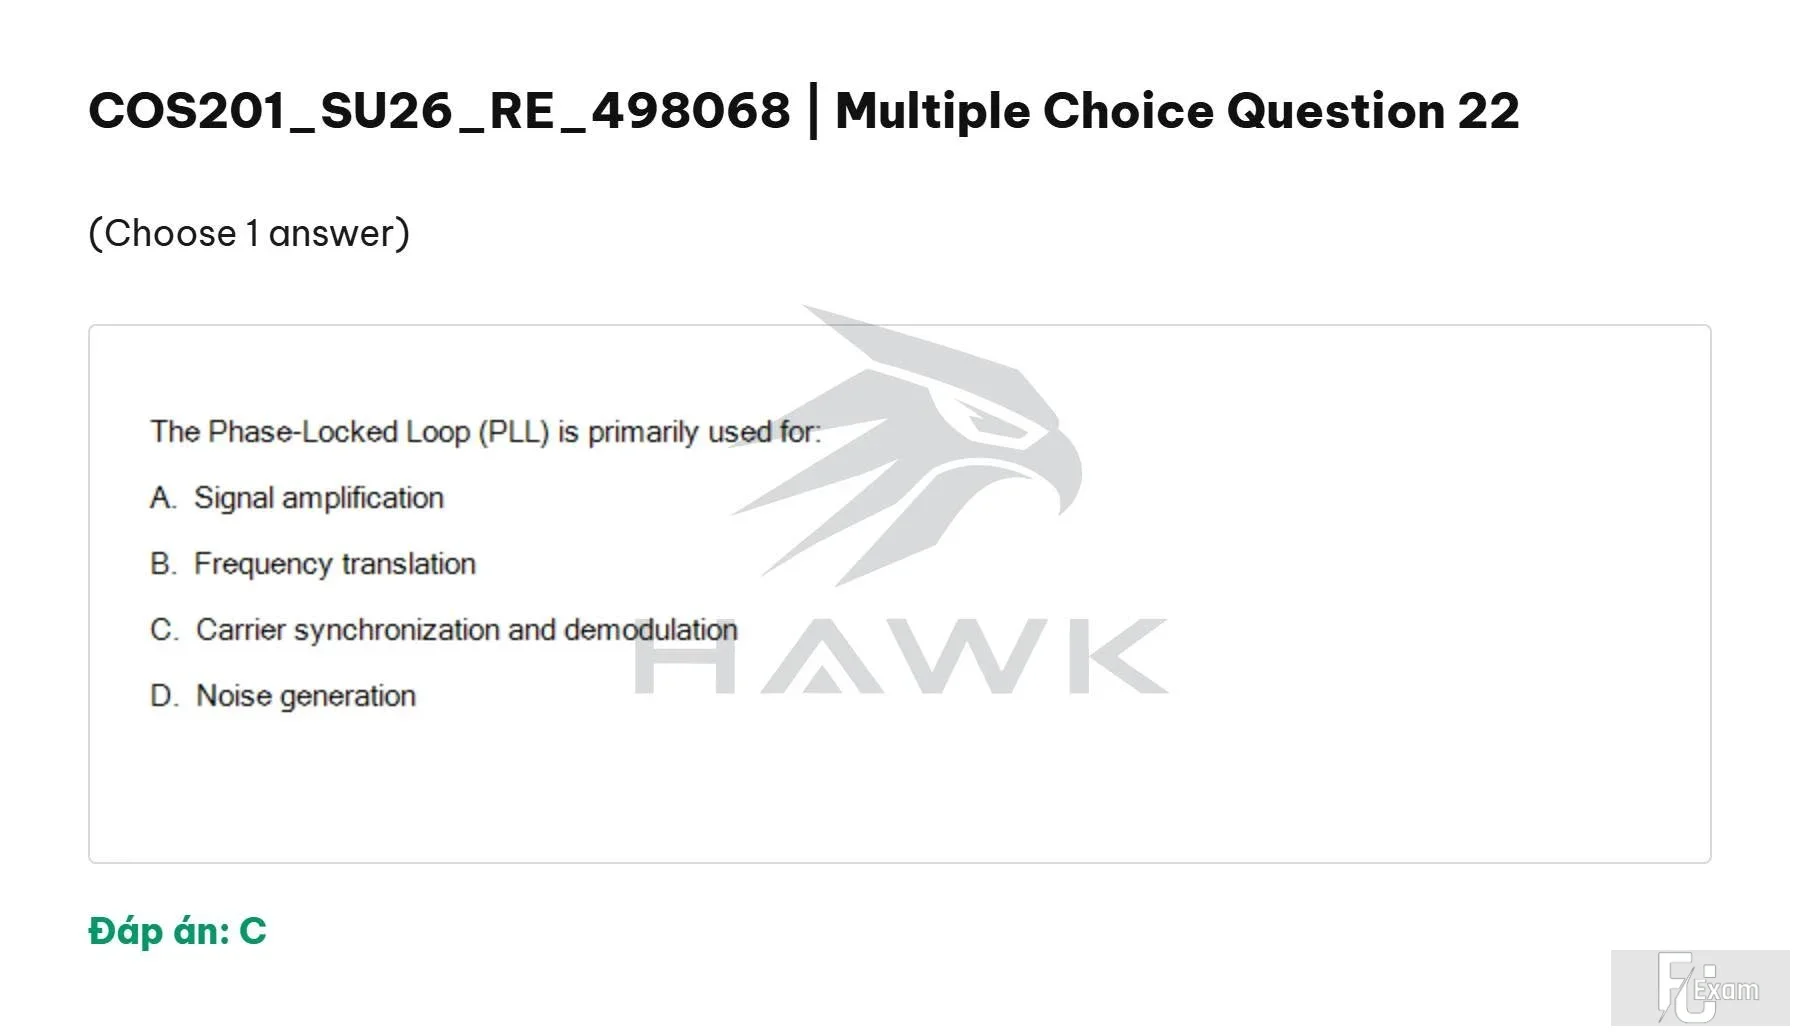 COS201_SU26_RE_498068 | Multiple Choice Question 22
(Choose 1 answer)
The Phase-Locked Loop (PLL) is primarily used for:
A. Signal amplification
B. Frequency translation
C. Carrier synchronization and demodulation
D. Noise generation
HAWK
Đáp án: C
FU Exam